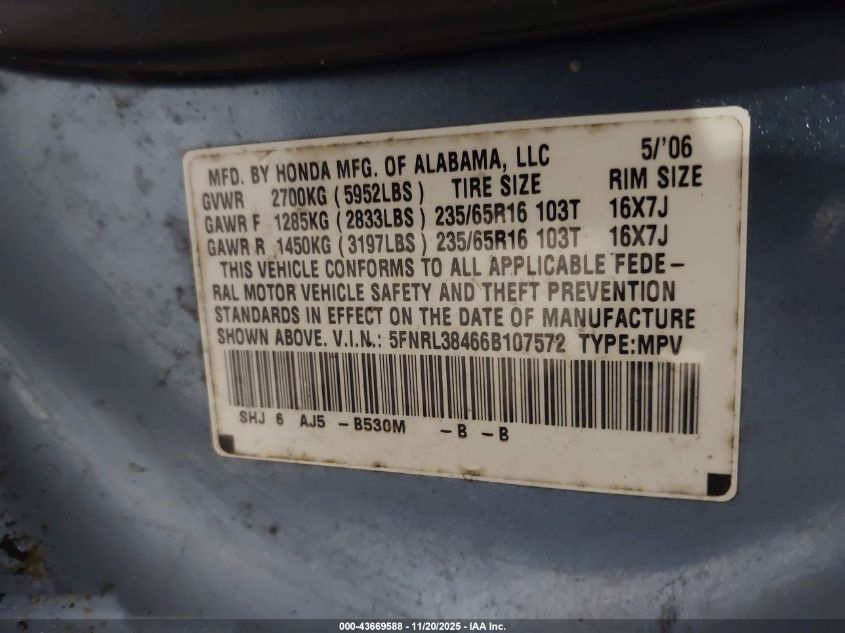 MFD. BY HONDA MFG. OF ALABAMA, LLC 5/'06
GVWR 2700KG (5952LBS) TIRE SIZE RIM SIZE
GAWR F 1285KG (2833LBS) 235/65R16 103T 16X7J
GAWR R 1450KG (3197LBS) 235/65R16 103T 16X7J
THIS VEHICLE CONFORMS TO ALL APPLICABLE FEDE-
RAL MOTOR VEHICLE SAFETY AND THEFT PREVENTION
STANDARDS IN EFFECT ON THE DATE OF MANUFACTURE
SHOWN ABOVE. V.I.N.: 5FNRL38466B107572 TYPE:MPV
SHJ 6 AJ5 -B530M -B -B
000-43669588 - 11/20/2025 - IAA Inc.